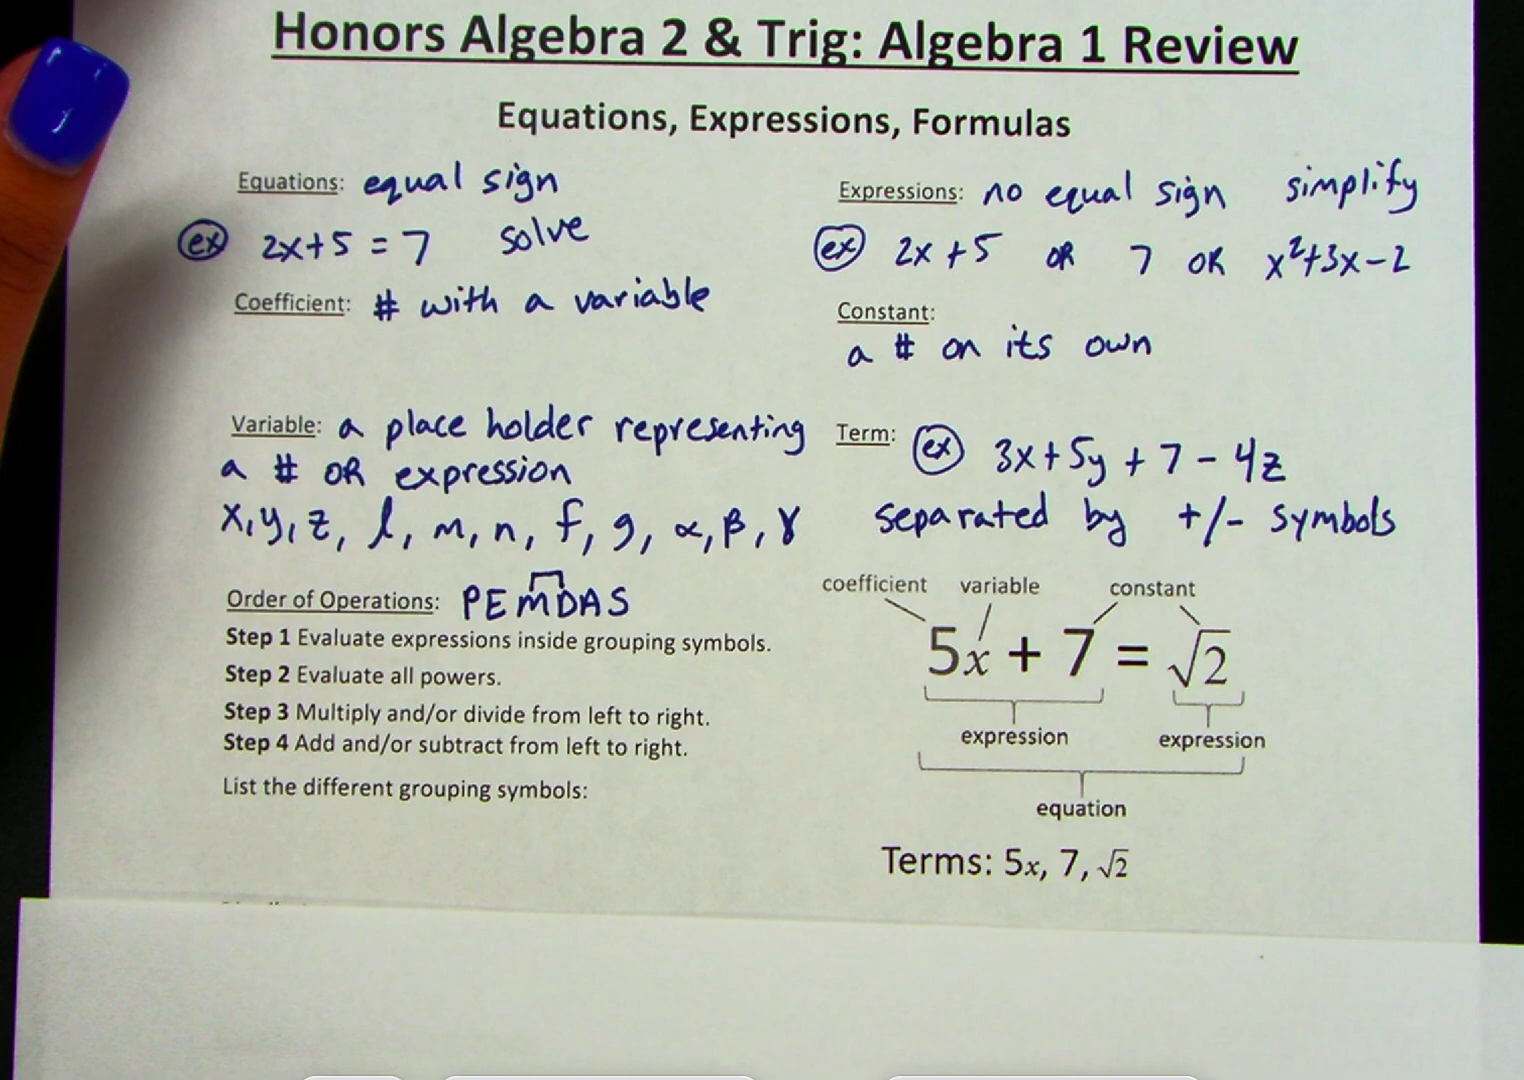 Honors Algebra 2 & Trig: Algebra 1 Review
Equations, Expressions, Formulas
Equations: equal sign
ex 2x+5 = 7 solve
Coefficient: # with a variable
Expressions: no equal sign simplify
ex 2x+5 OR 7 OR x²+3x-2
Constant:
a # on its own
Variable: a place holder representing
a # OR expression
x, y, z, l, m, n, f, g, α, β, γ
Term: ex 3x+5y+7-4z
separated by +/- symbols
Order of Operations: PEMDAS
Step 1 Evaluate expressions inside grouping symbols.
Step 2 Evaluate all powers.
Step 3 Multiply and/or divide from left to right.
Step 4 Add and/or subtract from left to right.
List the different grouping symbols:
coefficient variable constant
5x + 7 = √2
expression expression
equation
Terms: 5x, 7, √2